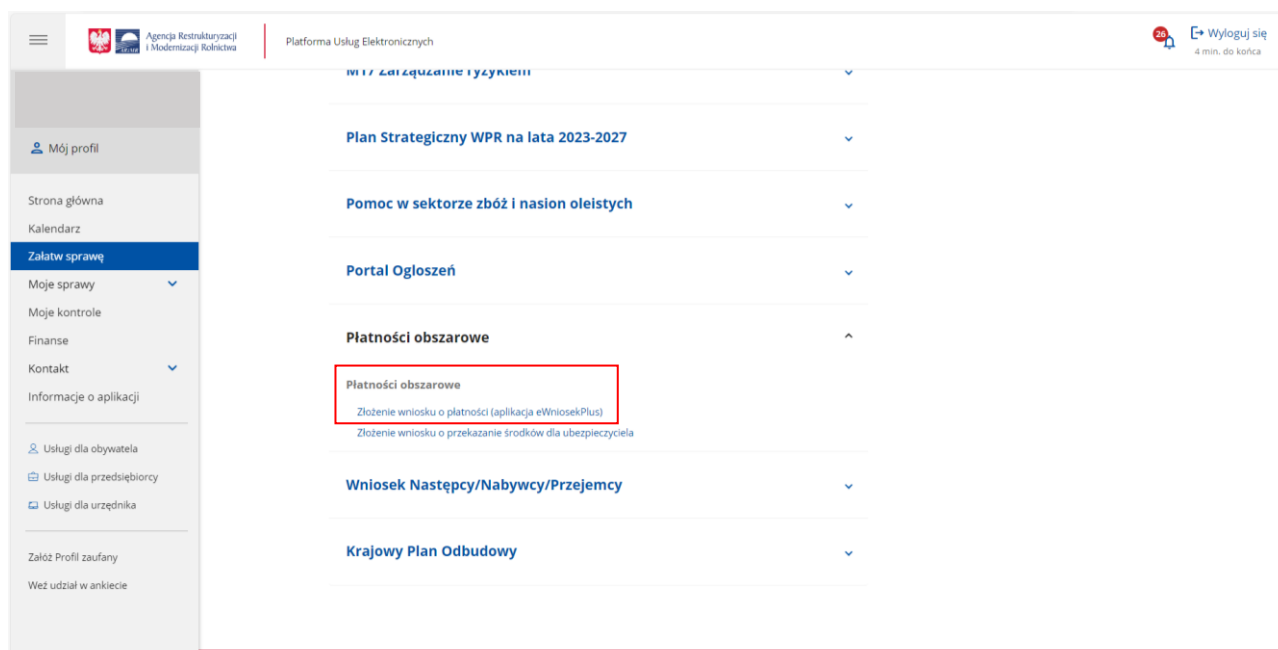 Agencja Restrukturyzacji
i Modernizacji Rolnictwa
Platforma Usług Elektronicznych
26
Wyloguj się
4 min. do końca
Mój profil
Strona główna
Kalendarz
Załatw sprawę
Moje sprawy
Moje kontrole
Finanse
Kontakt
Informacje o aplikacji
Usługi dla obywatela
Usługi dla przedsiębiorcy
Usługi dla urzędnika
Załóż Profil zaufany
Weź udział w ankiecie
M17 Zarządzanie ryzykiem
Plan Strategiczny WPR na lata 2023-2027
Pomoc w sektorze zbóż i nasion oleistych
Portal Ogloszeń
Płatności obszarowe
Płatności obszarowe
Złożenie wniosku o płatności (aplikacja eWniosekPlus)
Złożenie wniosku o przekazanie środków dla ubezpieczyciela
Wniosek Następcy/Nabywcy/Przejemcy
Krajowy Plan Odbudowy